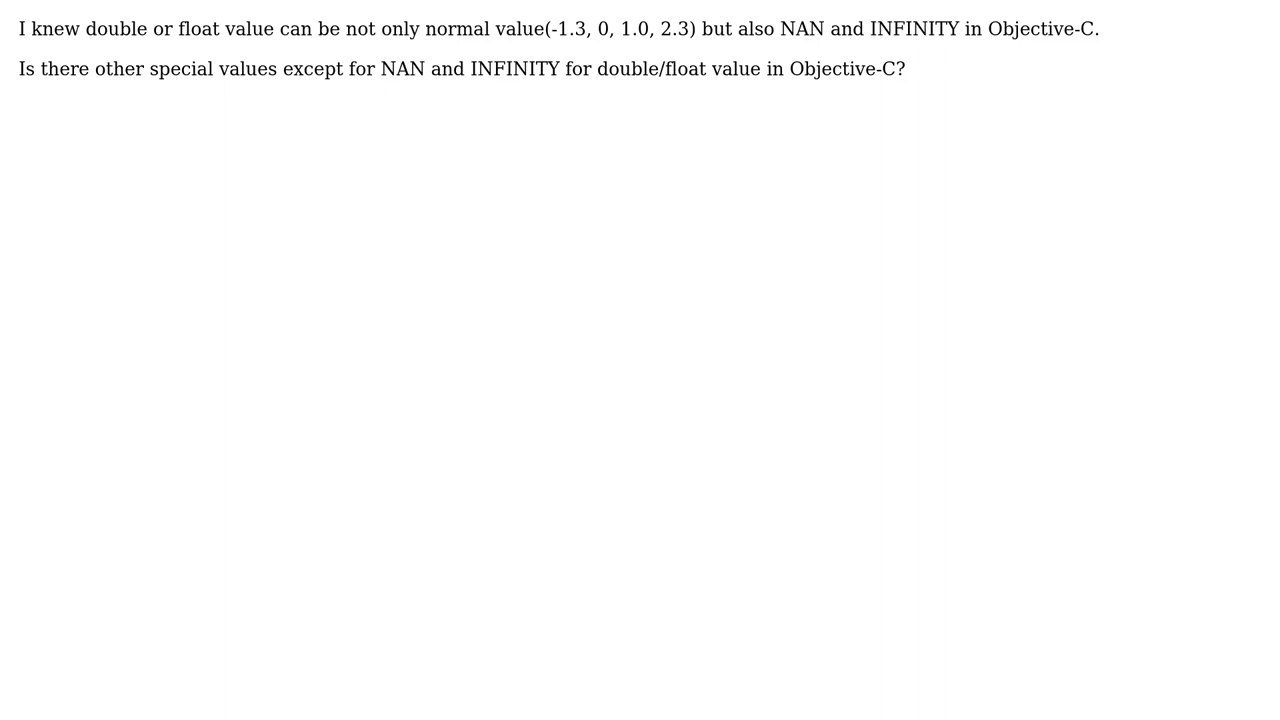 I knew double or float value can be not only normal value(-1.3, 0, 1.0, 2.3) but also NAN and INFINITY in Objective-C.
Is there other special values except for NAN and INFINITY for double/float value in Objective-C?